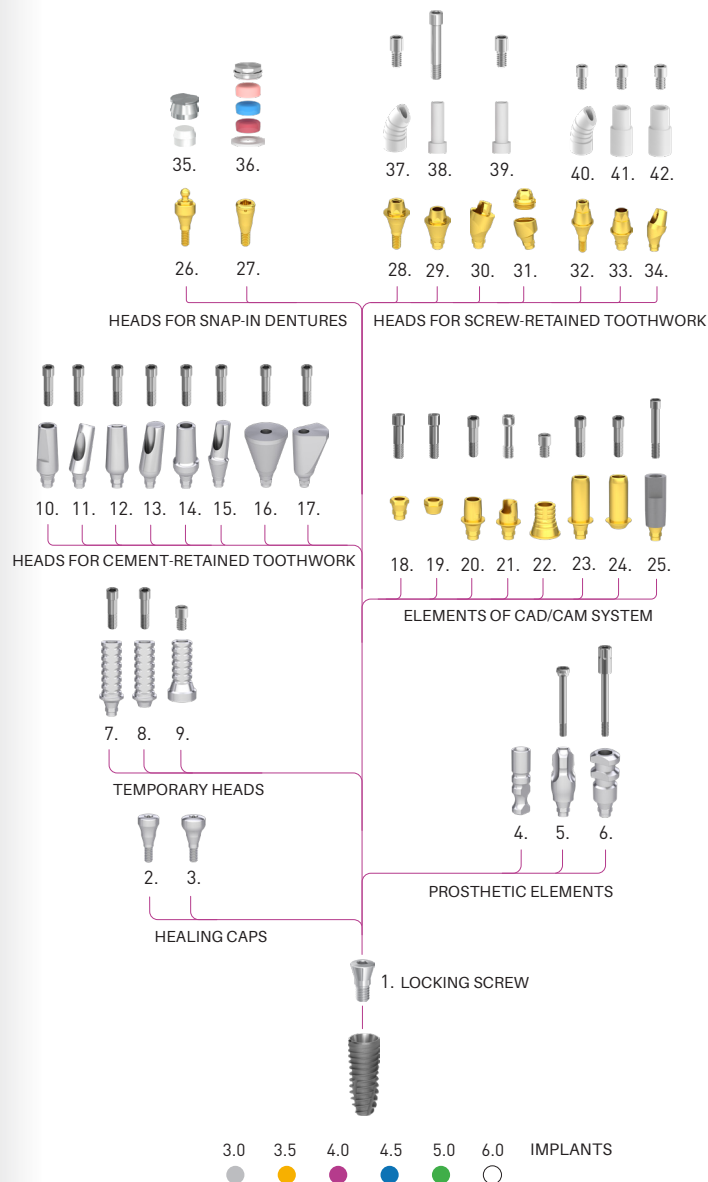 35. 36.
37. 38. 39. 40. 41. 42.
26. 27.
28. 29. 30. 31. 32. 33. 34.
HEADS FOR SNAP-IN DENTURES
HEADS FOR SCREW-RETAINED TOOTHWORK
10. 11. 12. 13. 14. 15. 16. 17.
HEADS FOR CEMENT-RETAINED TOOTHWORK
18. 19. 20. 21. 22. 23. 24. 25.
ELEMENTS OF CAD/CAM SYSTEM
7. 8. 9.
TEMPORARY HEADS
4. 5. 6.
PROSTHETIC ELEMENTS
2. 3.
HEALING CAPS
1. LOCKING SCREW
3.0 3.5 4.0 4.5 5.0 6.0 IMPLANTS